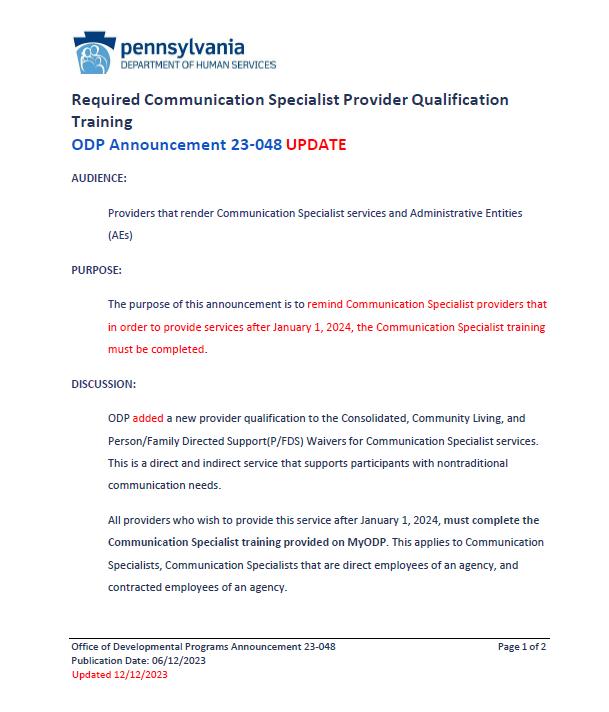 pennsylvania
DEPARTMENT OF HUMAN SERVICES
Required Communication Specialist Provider Qualification
Training
ODP Announcement 23-048 UPDATE
AUDIENCE:
Providers that render Communication Specialist services and Administrative Entities
(AEs)
PURPOSE:
The purpose of this announcement is to remind Communication Specialist providers that
in order to provide services after January 1, 2024, the Communication Specialist training
must be completed.
DISCUSSION:
ODP added a new provider qualification to the Consolidated, Community Living, and
Person/Family Directed Support(P/FDS) Waivers for Communication Specialist services.
This is a direct and indirect service that supports participants with nontraditional
communication needs.
All providers who wish to provide this service after January 1, 2024, must complete the
Communication Specialist training provided on MyODP. This applies to Communication
Specialists, Communication Specialists that are direct employees of an agency, and
contracted employees of an agency.
Office of Developmental Programs Announcement 23-048 Page 1 of 2
Publication Date: 06/12/2023
Updated 12/12/2023